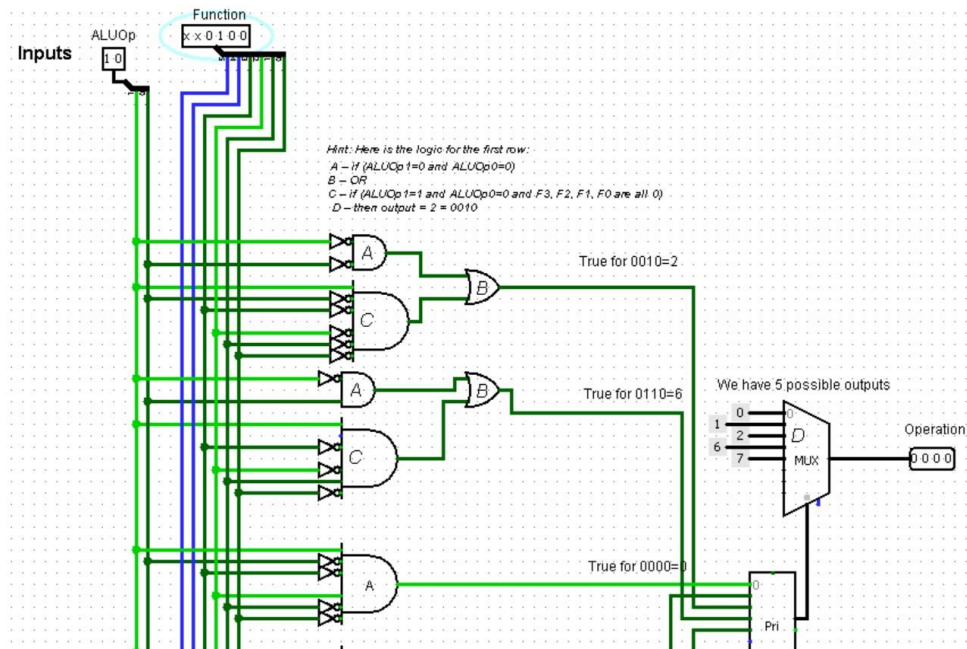 Function
ALUOp
x x 0 1 0 0
Inputs
1 0
Hint: Here is the logic for the first row:
A – if (ALUOp1=0 and ALUOp0=0)
B – OR
C – if (ALUOp1=1 and ALUOp0=0 and F3, F2, F1, F0 are all 0)
D – then output = 2 = 0010
A
True for 0010=2
B
C
We have 5 possible outputs
A
B
True for 0110=6
0
0
1
2
D
Operation
6
C
7
MUX
0 0 0 0
0
True for 0000=0
A
0
Pri